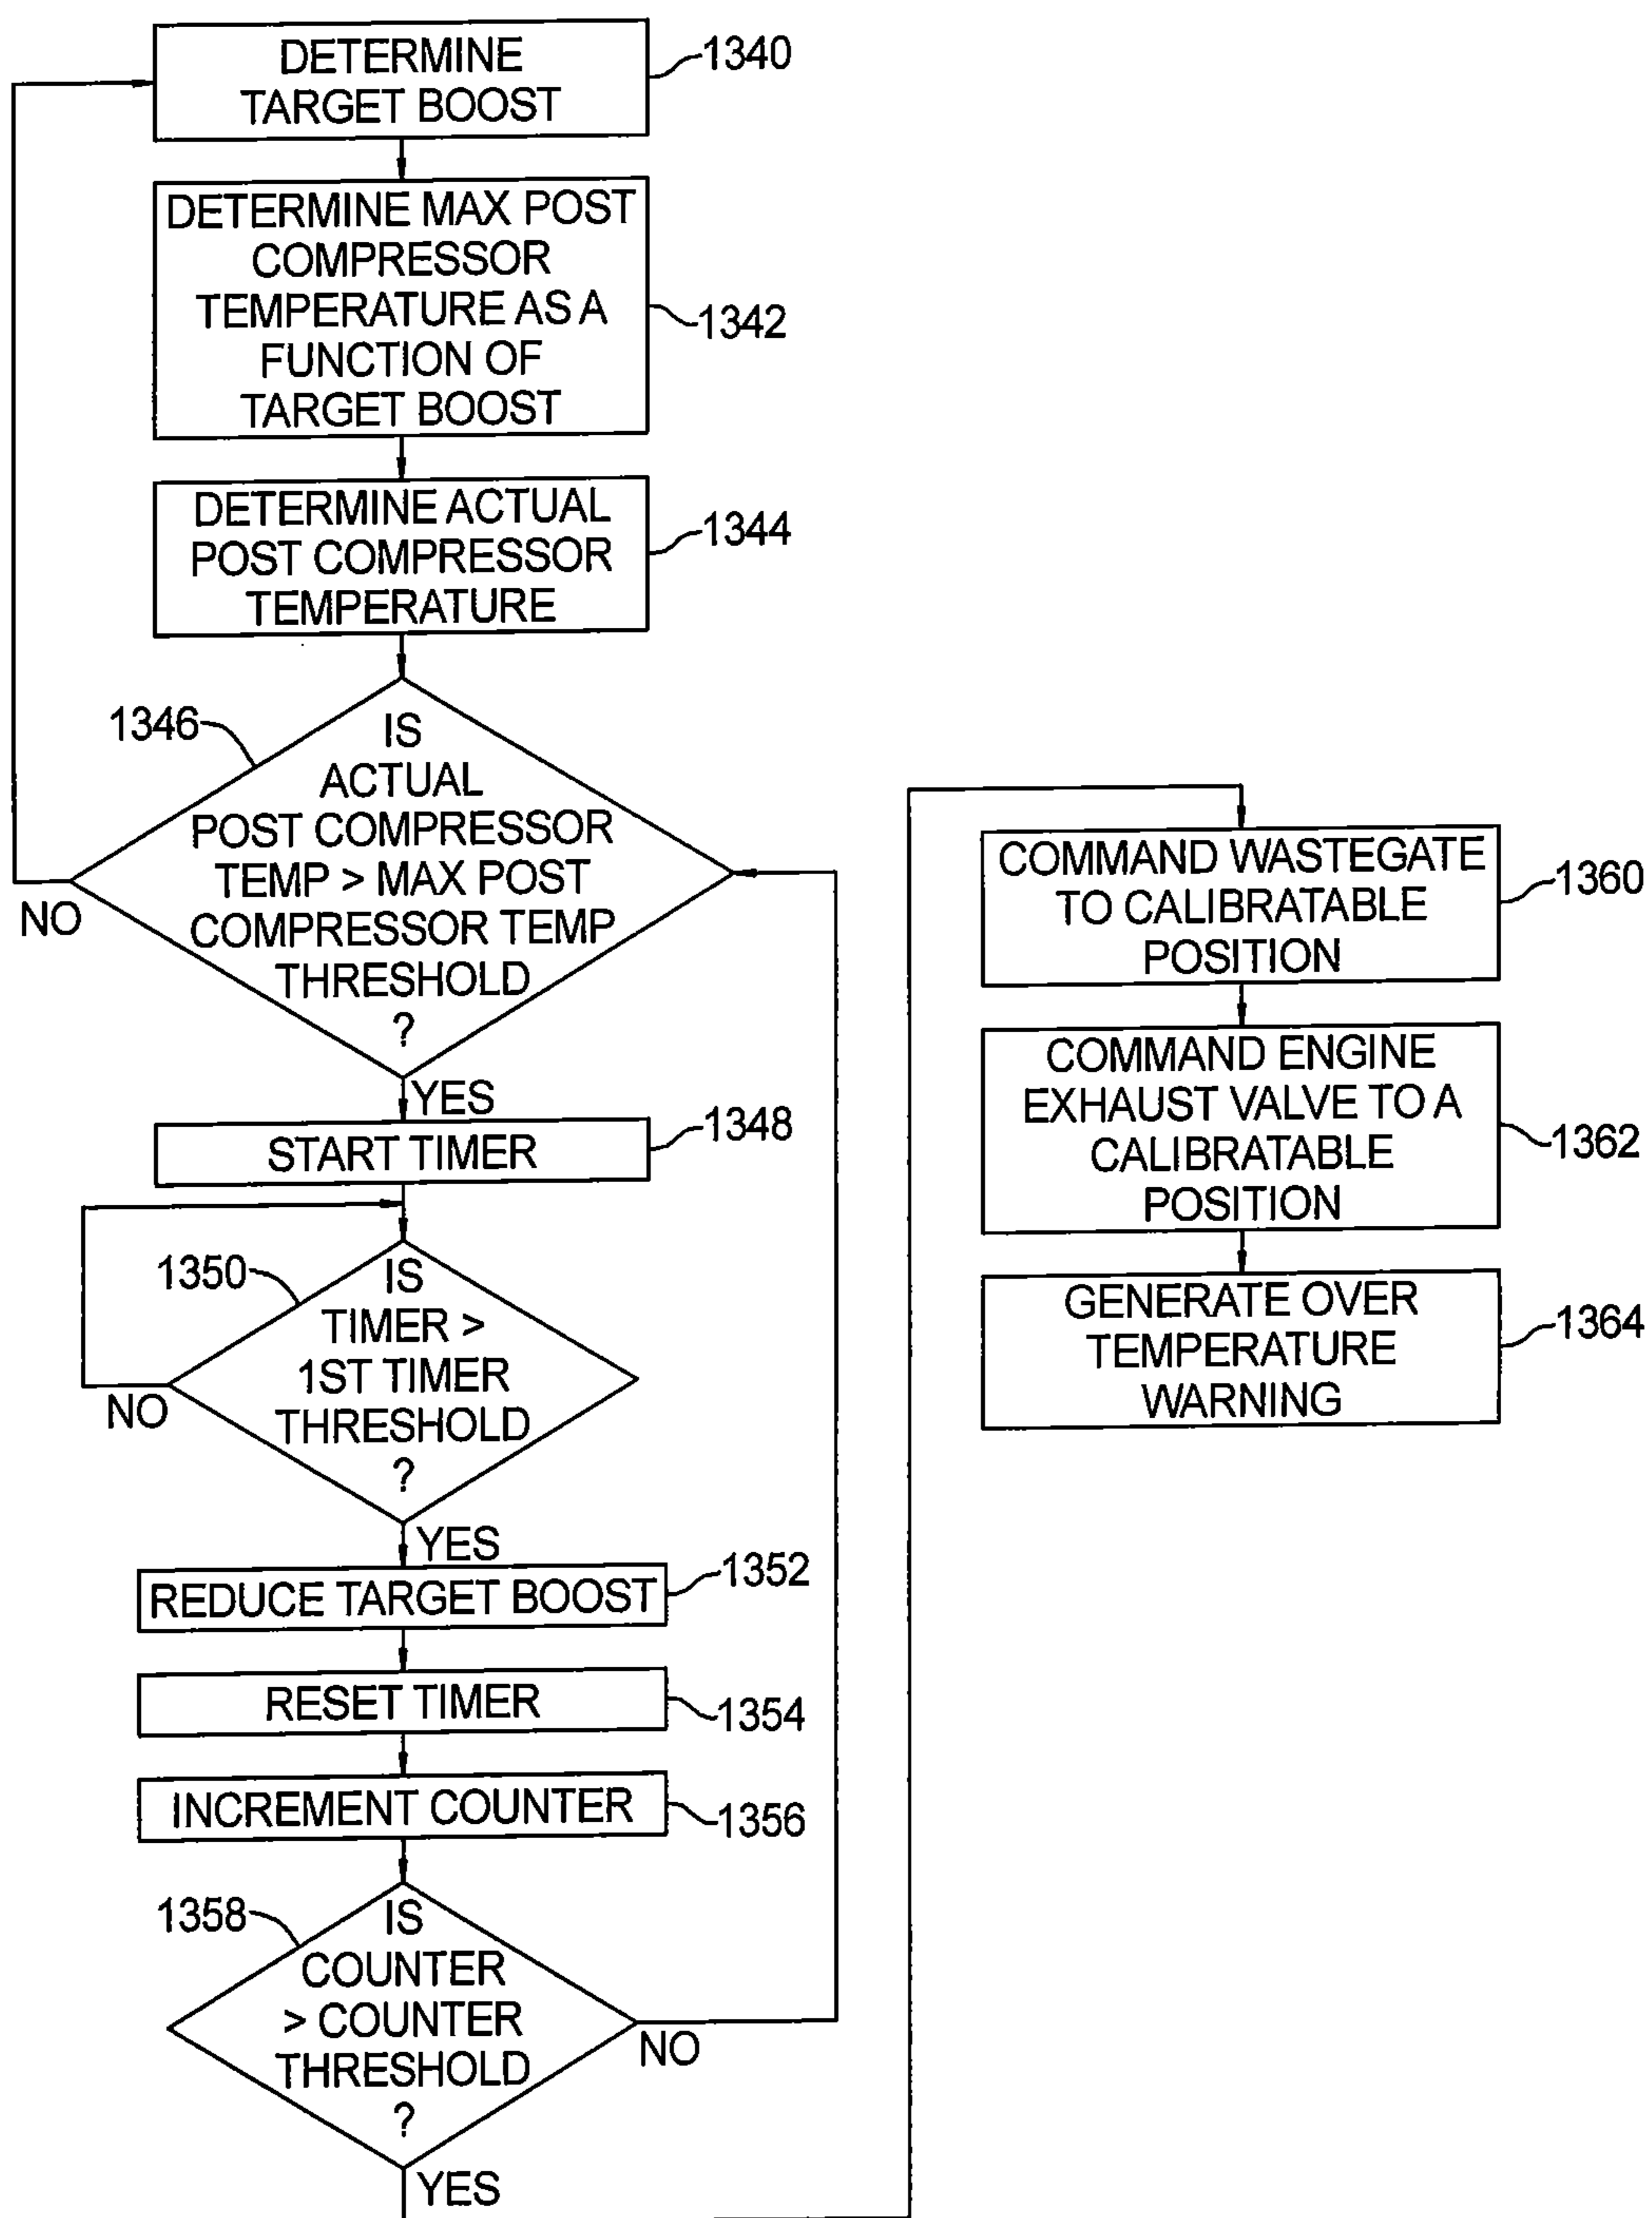 DETERMINE
TARGET BOOST
1340
DETERMINE MAX POST
COMPRESSOR
TEMPERATURE AS A
FUNCTION OF
TARGET BOOST
1342
DETERMINE ACTUAL
POST COMPRESSOR
TEMPERATURE
1344
1346
IS
ACTUAL
POST COMPRESSOR
TEMP > MAX POST
COMPRESSOR TEMP
THRESHOLD
?
NO
YES
START TIMER
1348
1350
IS
TIMER >
1ST TIMER
THRESHOLD
?
NO
YES
REDUCE TARGET BOOST
1352
RESET TIMER
1354
INCREMENT COUNTER
1356
1358
IS
COUNTER
> COUNTER
THRESHOLD
?
NO
YES
COMMAND WASTEGATE
TO CALIBRATABLE
POSITION
1360
COMMAND ENGINE
EXHAUST VALVE TO A
CALIBRATABLE
POSITION
1362
GENERATE OVER
TEMPERATURE
WARNING
1364